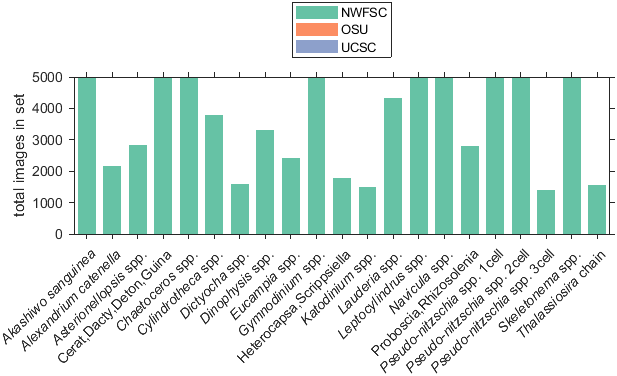 NWFSC
OSU
UCSC
total images in set
5000
4000
3000
2000
1000
0
Akashiwo sanguinea
Alexandrium catenella
Asterionellopsis spp.
Cerat,Dacty,Deton,Guina
Chaetoceros spp.
Cylindrotheca spp.
Dictyocha spp.
Dinophysis spp.
Eucampia spp.
Gymnodinium spp.
Heterocapsa,Scrippsiella
Katodinium spp.
Lauderia spp.
Leptocylindrus spp.
Navicula spp.
Proboscia,Rhizosolenia
Pseudo-nitzschia spp. 1cell
Pseudo-nitzschia spp. 2cell
Pseudo-nitzschia spp. 3cell
Skeletonema spp.
Thalassiosira chain